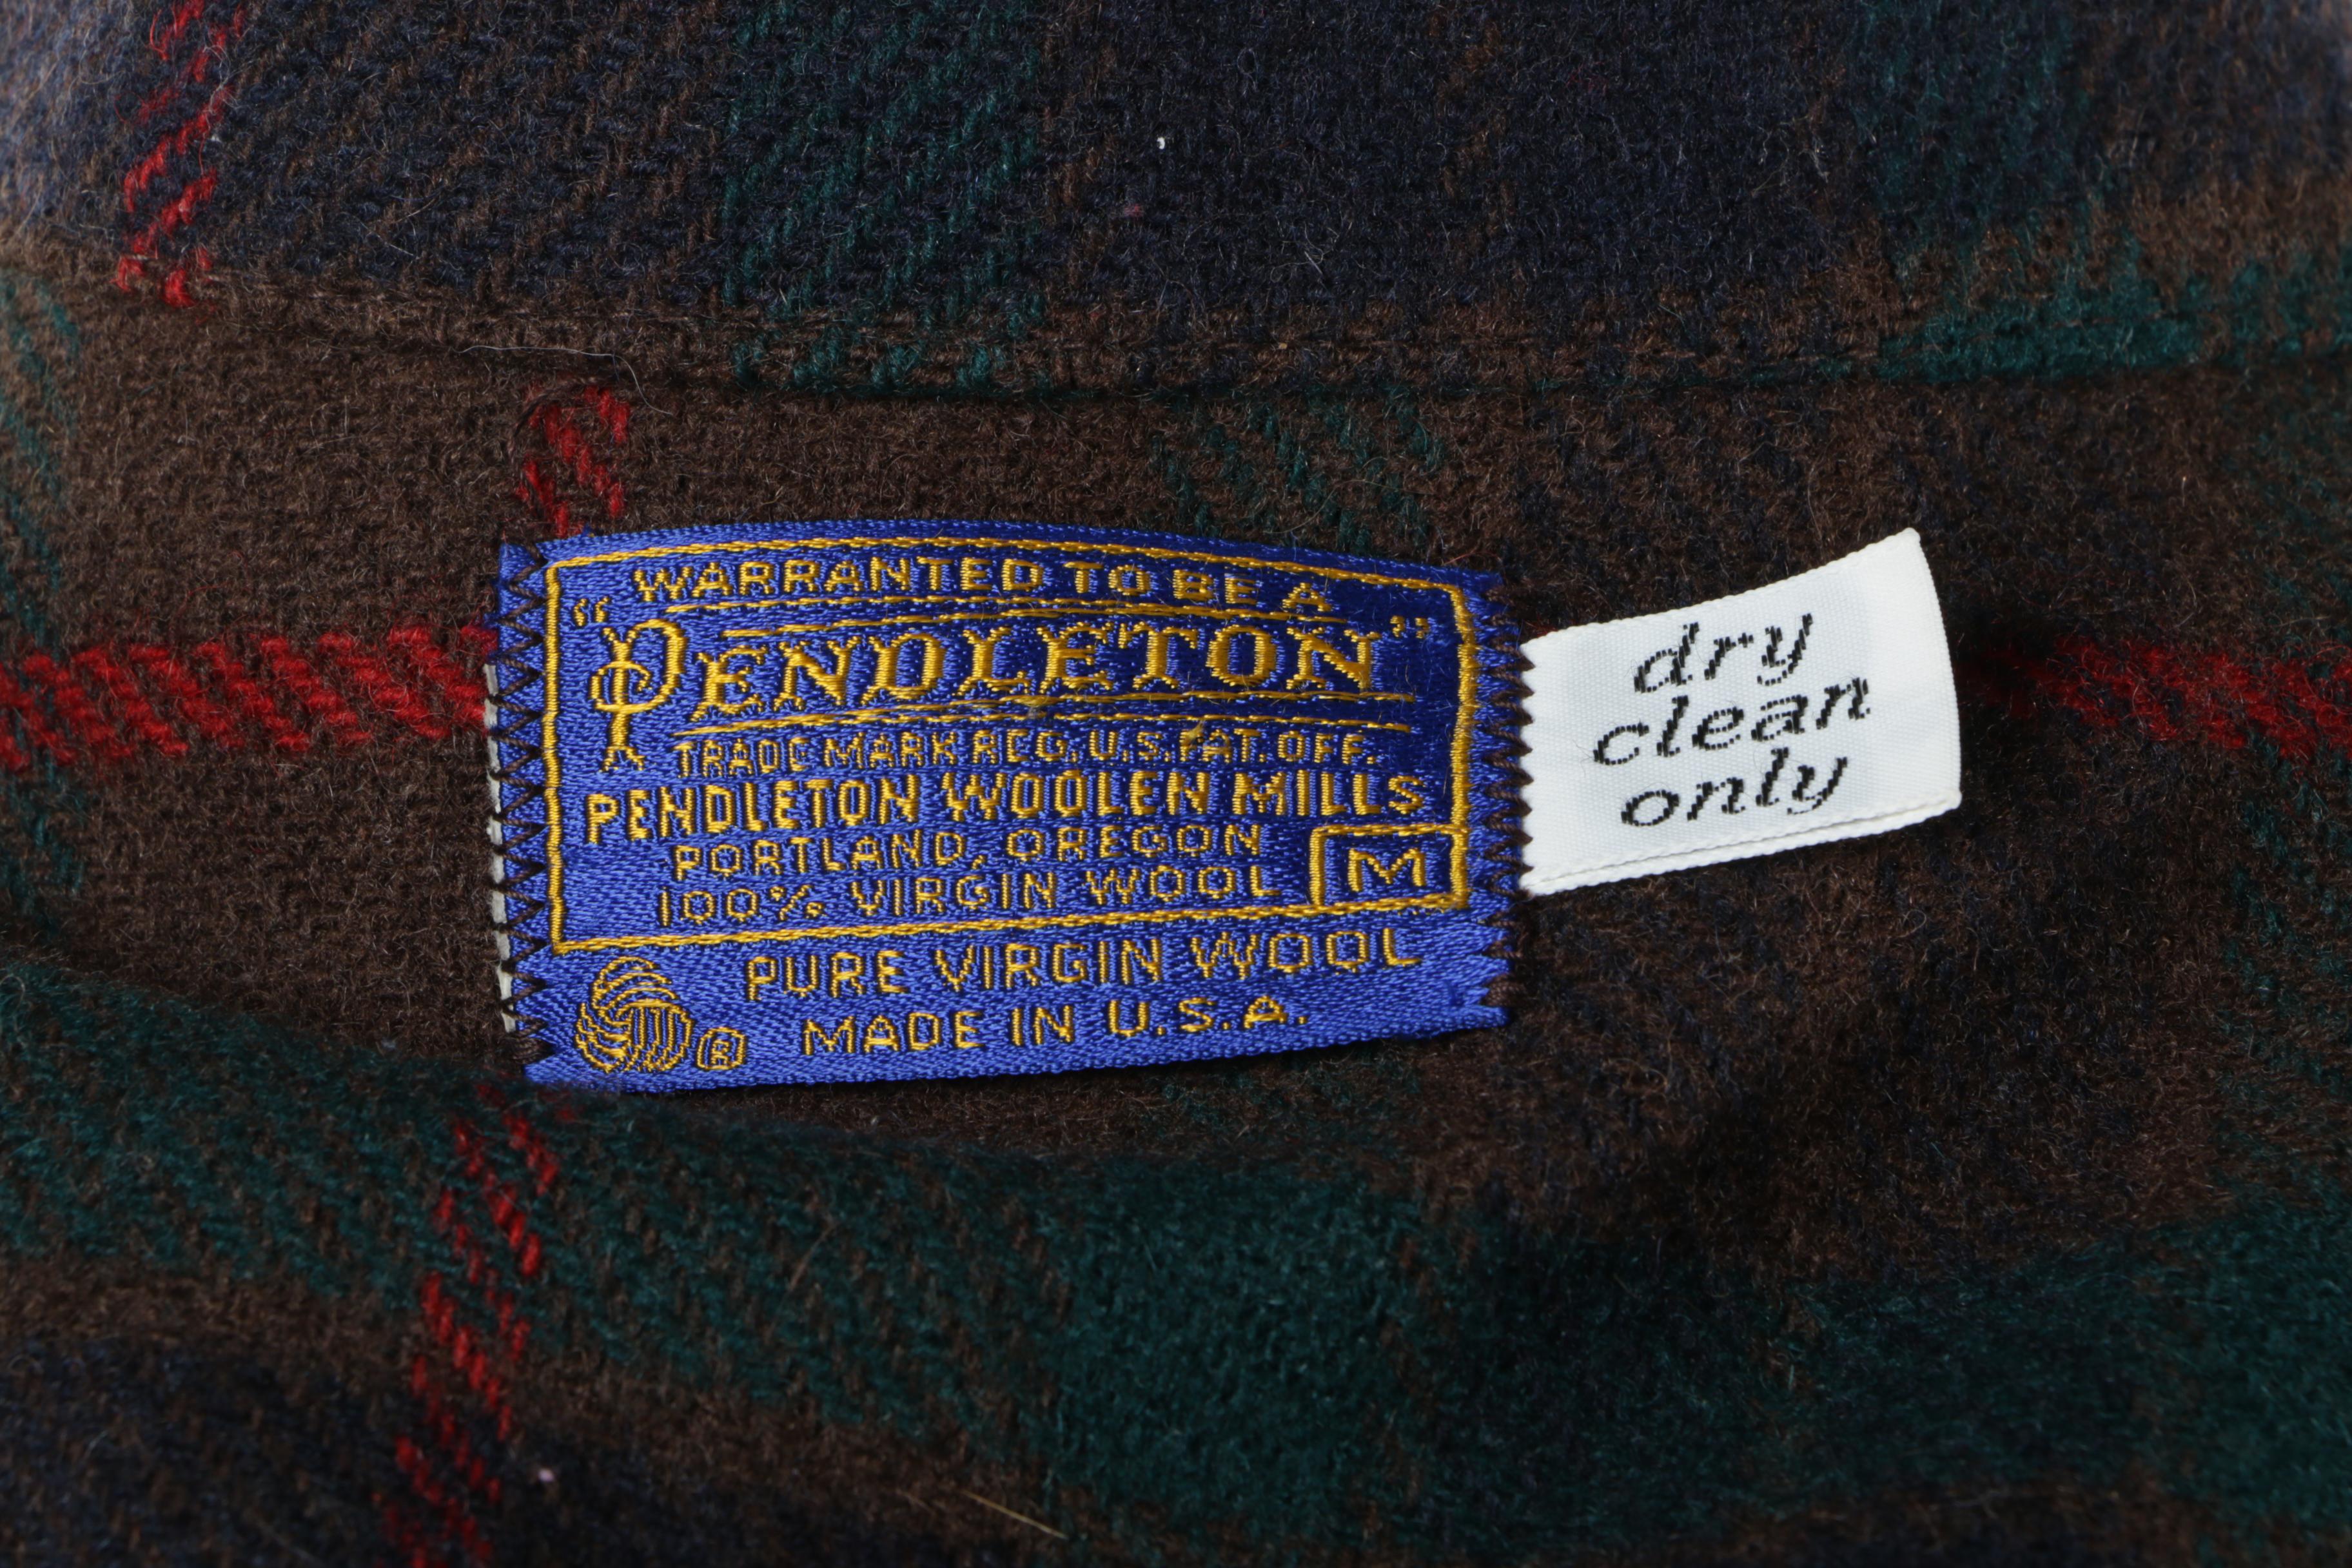 WARRANTED TO BE A
"PENDLETON"
TRADE MARK REG. U.S. PAT. OFF.
PENDLETON WOOLEN MILLS
PORTLAND, OREGON
100% VIRGIN WOOL M
PURE VIRGIN WOOL
® MADE IN U.S.A.
dry
clean
only